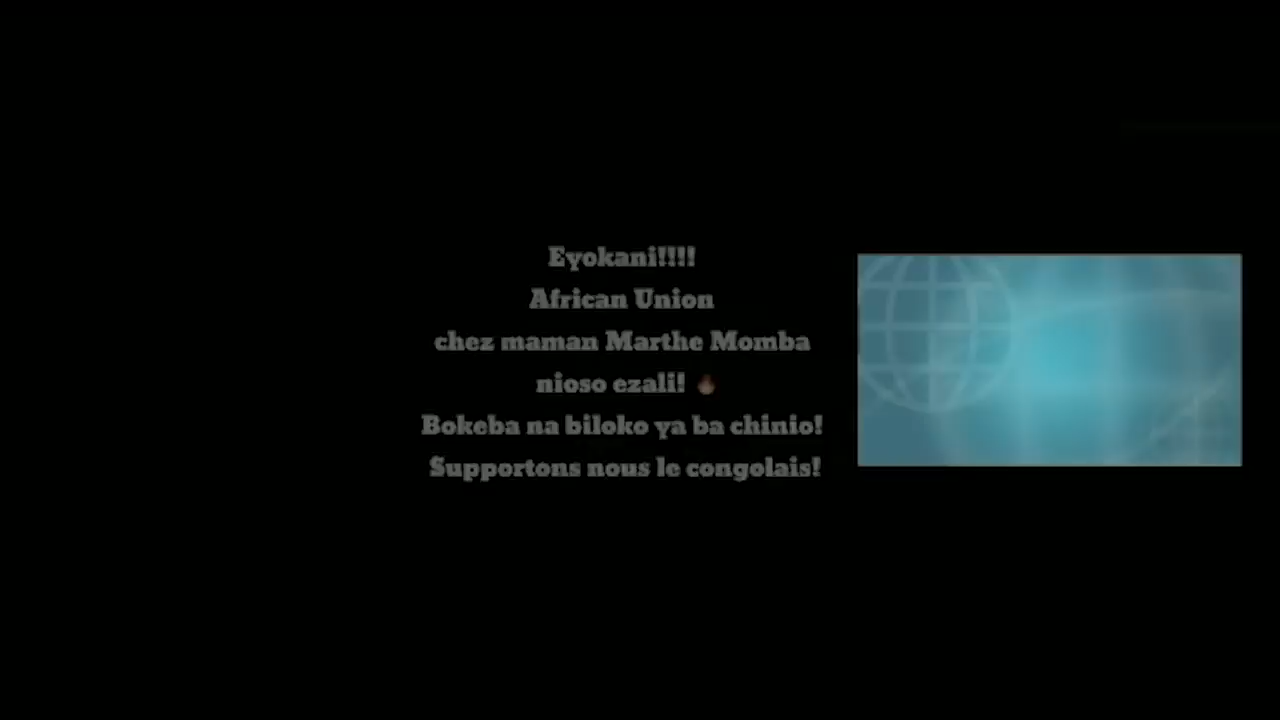 Eyokani!!!!
African Union
chez maman Marthe Momba
nioso ezali! 🔥
Bokeba na biloko ya ba chinio!
Supportons nous le congolais!